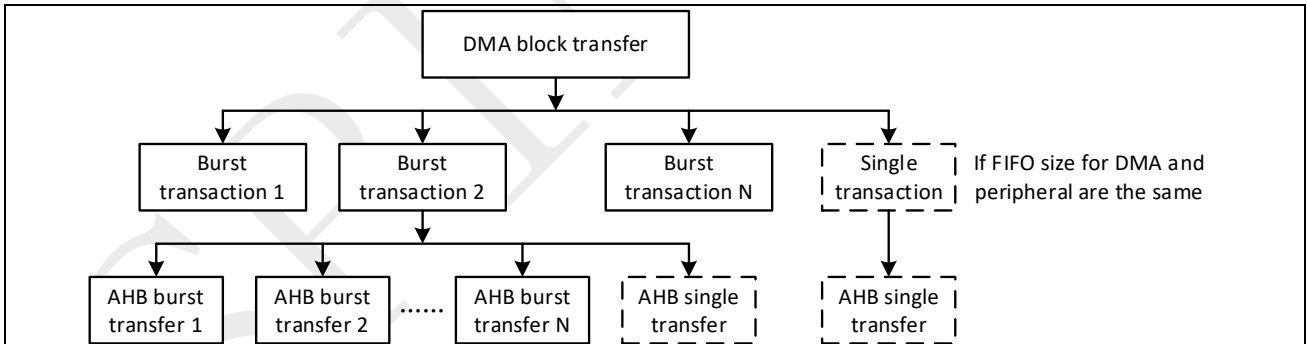 DMA block transfer
Burst
transaction 1
Burst
transaction 2
Burst
transaction N
Single
transaction
If FIFO size for DMA and
peripheral are the same
AHB burst
transfer 1
AHB burst
transfer 2
......
AHB burst
transfer N
AHB single
transfer
AHB single
transfer